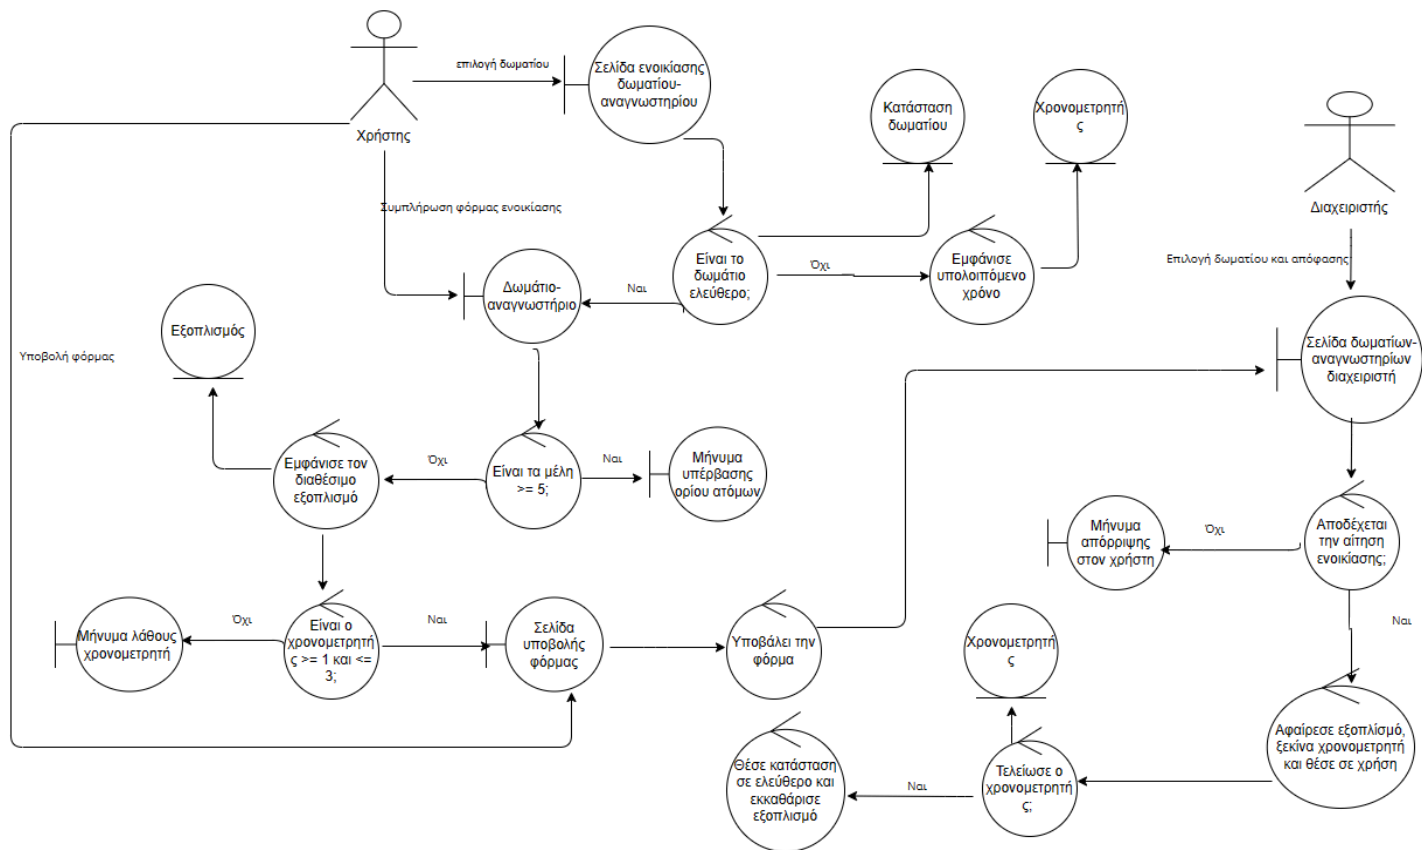 επιλογή δωματίου
Σελίδα ενοικίασης
δωματίου-
αναγνωστηρίου
Χρήστης
Κατάσταση
δωματίου
Χρονομετρητή
ς
Διαχειριστής
Συμπλήρωση φόρμας ενοικίασης
Είναι το
δωμάτιο
ελεύθερο;
Όχι
Εμφάνισε
υπολοιπόμενο
χρόνο
Επιλογή δωματίου και απόφασης
Ναι
Δωμάτιο-
αναγνωστήριο
Εξοπλισμός
Υποβολή φόρμας
Σελίδα δωματίων-
αναγνωστηρίων
διαχειριστή
Εμφάνισε τον
διαθέσιμο
εξοπλισμό
Όχι
Είναι τα μέλη
>= 5;
Ναι
Μήνυμα
υπέρβασης
ορίου ατόμων
Μήνυμα
απόρριψης
στον χρήστη
Όχι
Αποδέχεται
την αίτηση
ενοικίασης;
Ναι
Μήνυμα λάθους
χρονομετρητή
Όχι
Είναι ο
χρονομετρητή
ς >= 1 και <=
3;
Ναι
Σελίδα
υποβολής
φόρμας
Υποβάλει την
φόρμα
Χρονομετρητή
ς
Αφαίρεσε εξοπλίσμό,
ξεκίνα χρονομετρητή
και θέσε σε χρήση
Θέσε κατάσταση
σε ελεύθερο και
εκκαθάρισε
εξοπλισμό
Ναι
Τελείωσε ο
χρονομετρητή
ς;